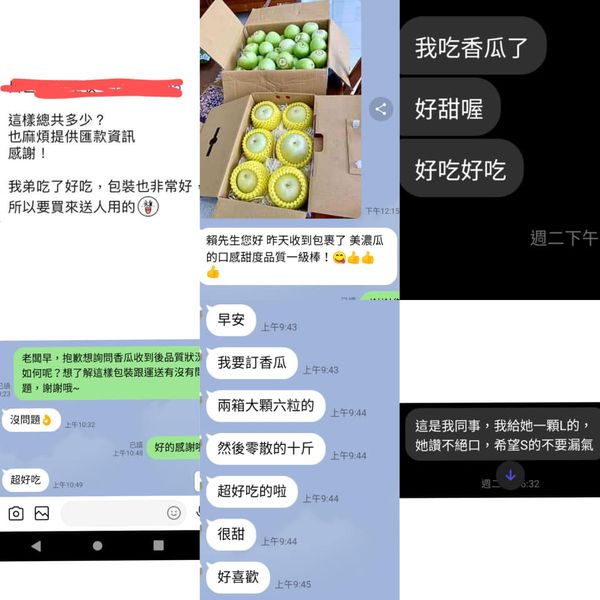 這樣總共多少？
也麻煩提供匯款資訊
感謝！
我弟吃了好吃，包裝也非常好，
所以要買來送人用的
老闆早，抱歉想詢問香瓜收到後品質狀況
如何呢？想了解這樣包裝跟運送有沒有問
題，謝謝哦~
已讀
沒問題👌
上午10:32
已讀
上午10:48
好的感謝
超好吃
上午10:49
下午12:15
賴先生您好 昨天收到包裹了 美濃瓜
的口感甜度品質一級棒！😋👍👍
👍
早安
上午9:43
我要訂香瓜
上午9:43
兩箱大顆六粒的
上午9:44
然後零散的十斤
上午9:44
超好吃的啦
上午9:44
很甜
上午9:44
好喜歡
上午9:45
我吃香瓜了
好甜喔
好吃好吃
週二下午
這是我同事，我給她一顆L的，
她讚不絕口，希望S的不要漏氣
週二
:32